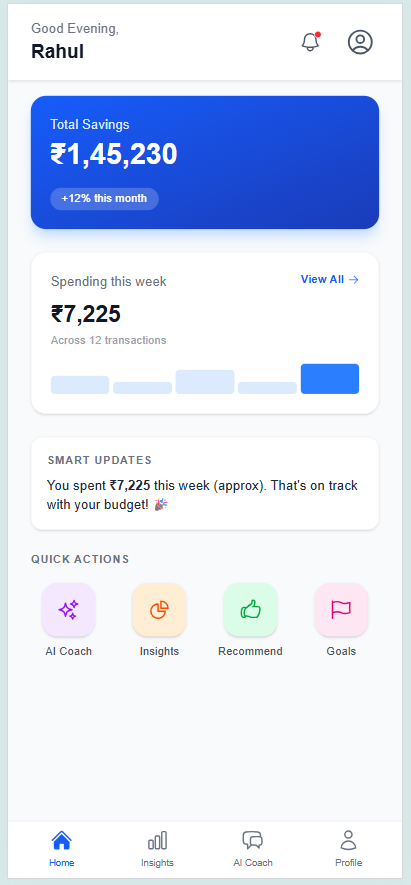 Good Evening,
Rahul
Total Savings
₹1,45,230
+12% this month
Spending this week
View All →
₹7,225
Across 12 transactions
SMART UPDATES
You spent ₹7,225 this week (approx). That's on track
with your budget! 🎉
QUICK ACTIONS
AI Coach
Insights
Recommend
Goals
Home
Insights
AI Coach
Profile